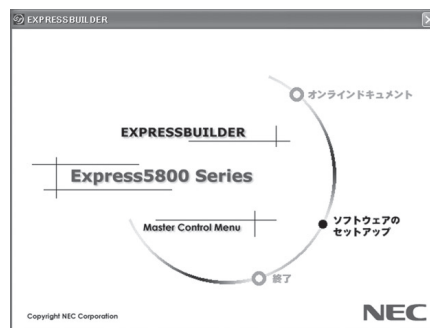 EXPRESSBUILDER
オンラインドキュメント
EXPRESSBUILDER
Express5800 Series
Master Control Menu
ソフトウェアの
セットアップ
終了
Copyright NEC Corporation
NEC